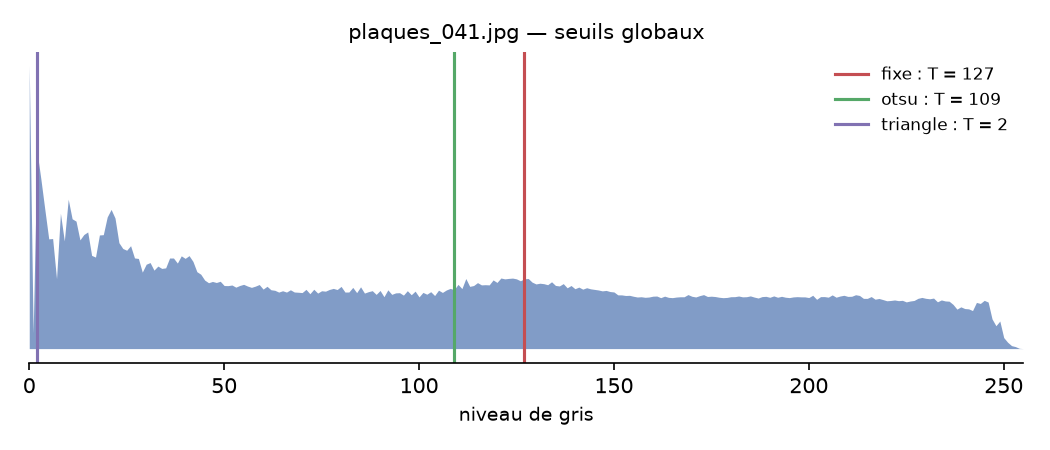 plaques_041.jpg — seuils globaux
fixe : T = 127
otsu : T = 109
triangle : T = 2
0 50 100 150 200 250
niveau de gris